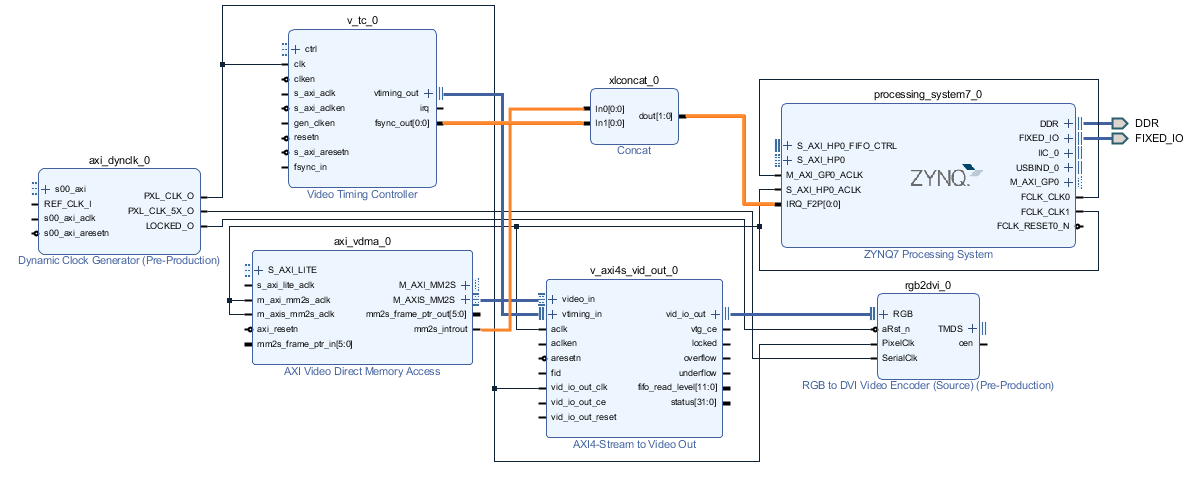 v_tc_0
ctrl
clk
clken
s_axi_aclk
s_axi_aclken
gen_clken
resetn
s_axi_aresetn
fsync_in
vtiming_out
irq
fsync_out[0:0]
Video Timing Controller
xlconcat_0
In0[0:0]
In1[0:0]
dout[1:0]
Concat
processing_system7_0
S_AXI_HP0_FIFO_CTRL
S_AXI_HP0
M_AXI_GP0_ACLK
S_AXI_HP0_ACLK
IRQ_F2P[0:0]
ZYNQ
DDR
FIXED_IO
IIC_0
USBIND_0
M_AXI_GP0
FCLK_CLK0
FCLK_CLK1
FCLK_RESET0_N
ZYNQ7 Processing System
DDR
FIXED_IO
axi_dynclk_0
s00_axi
REF_CLK_I
s00_axi_aclk
s00_axi_aresetn
PXL_CLK_O
PXL_CLK_5X_O
LOCKED_O
Dynamic Clock Generator (Pre-Production)
axi_vdma_0
S_AXI_LITE
s_axi_lite_aclk
m_axi_mm2s_aclk
m_axis_mm2s_aclk
axi_resetn
mm2s_frame_ptr_in[5:0]
M_AXI_MM2S
M_AXIS_MM2S
mm2s_frame_ptr_out[5:0]
mm2s_introut
AXI Video Direct Memory Access
v_axi4s_vid_out_0
video_in
vtiming_in
aclk
aclken
aresetn
fid
vid_io_out_clk
vid_io_out_ce
vid_io_out_reset
vid_io_out
vtg_ce
locked
overflow
underflow
fifo_read_level[11:0]
status[31:0]
AXI4-Stream to Video Out
rgb2dvi_0
RGB
aRst_n
PixelClk
SerialClk
TMDS
oen
RGB to DVI Video Encoder (Source) (Pre-Production)